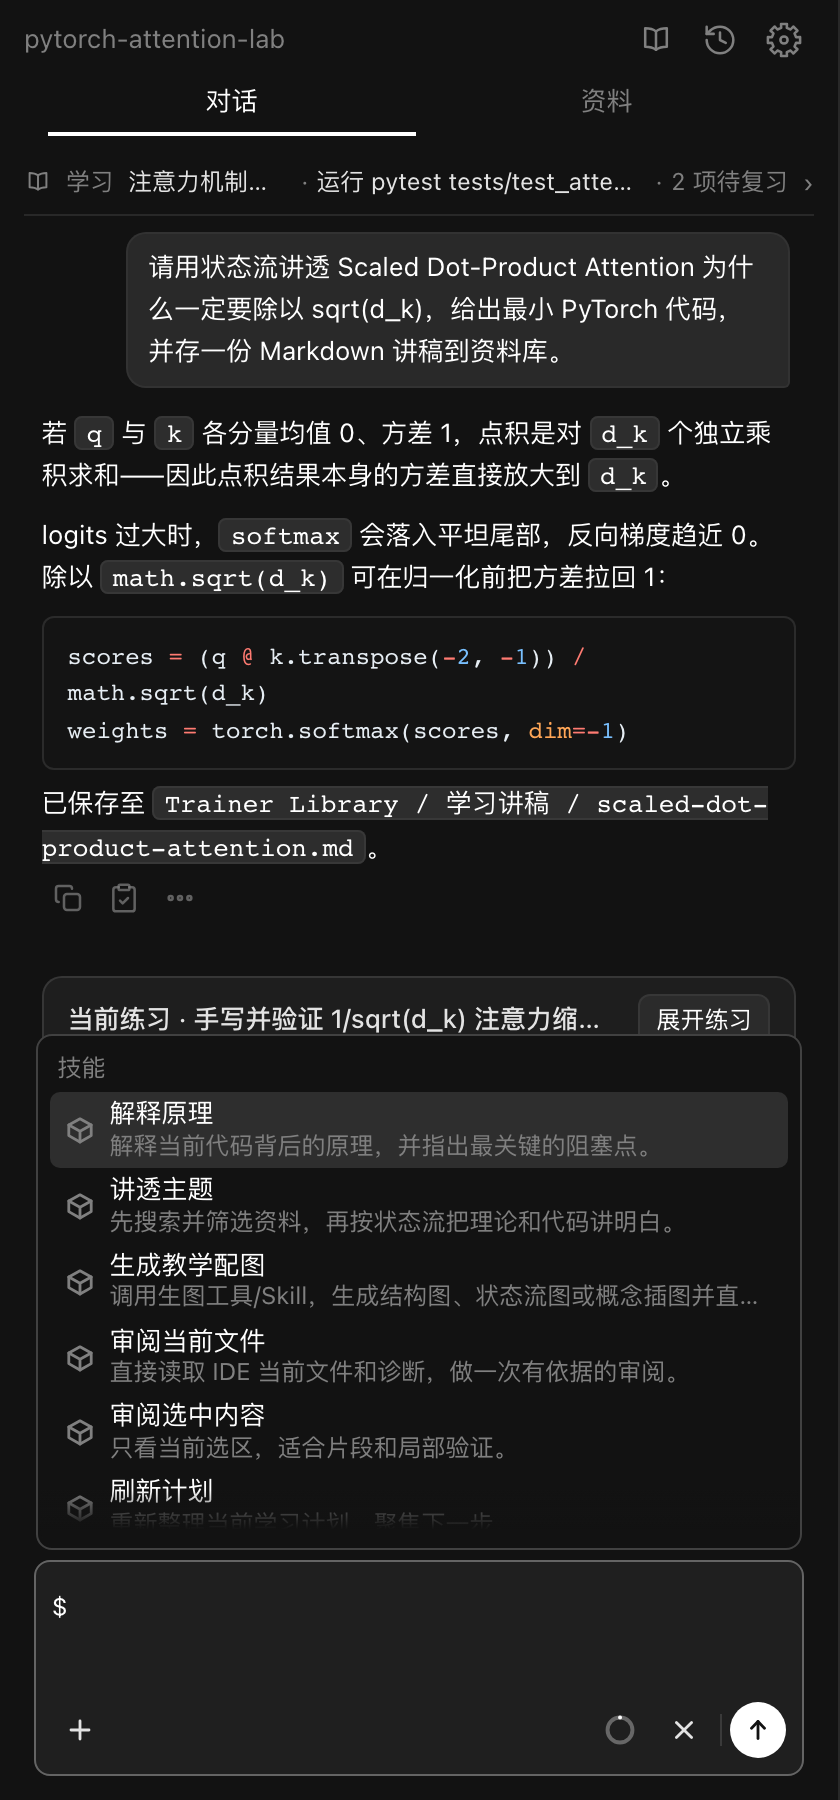 pytorch-attention-lab
对话 资料
学习 注意力机制... · 运行 pytest tests/test_atte... · 2 项待复习 ›
请用状态流讲透 Scaled Dot-Product Attention 为什
么一定要除以 sqrt(d_k)，给出最小 PyTorch 代码，
并存一份 Markdown 讲稿到资料库。
若 q 与 k 各分量均值 0、方差 1，点积是对 d_k 个独立乘
积求和——因此点积结果本身的方差直接放大到 d_k。
logits 过大时，softmax 会落入平坦尾部，反向梯度趋近 0。
除以 math.sqrt(d_k) 可在归一化前把方差拉回 1：
scores = (q @ k.transpose(-2, -1)) /
math.sqrt(d_k)
weights = torch.softmax(scores, dim=-1)
已保存至 Trainer Library / 学习讲稿 / scaled-dot-
product-attention.md。
当前练习 · 手写并验证 1/sqrt(d_k) 注意力缩... 展开练习
技能
解释原理
解释当前代码背后的原理，并指出最关键的阻塞点。
讲透主题
先搜索并筛选资料，再按状态流把理论和代码讲明白。
生成教学配图
调用生图工具/Skill，生成结构图、状态流图或概念插图并直...
审阅当前文件
直接读取 IDE 当前文件和诊断，做一次有依据的审阅。
审阅选中内容
只看当前选区，适合片段和局部验证。
刷新计划
重新整理当前学习计划，聚焦下一步
$